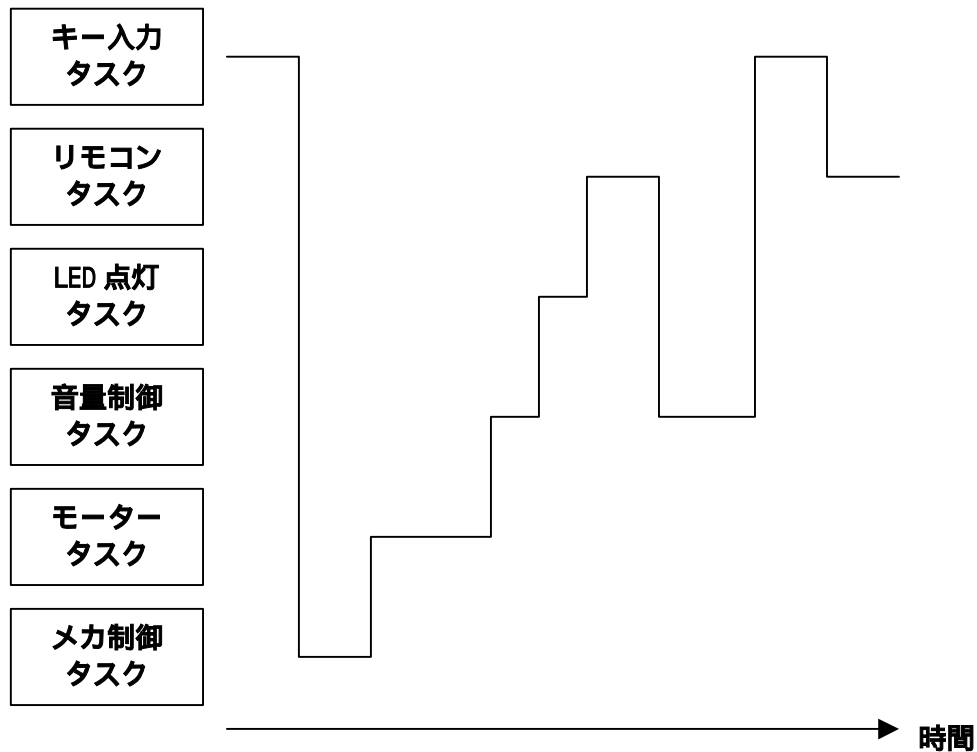 キー入力
タスク
リモコン
タスク
LED 点灯
タスク
音量制御
タスク
モーター
タスク
メカ制御
タスク
時間